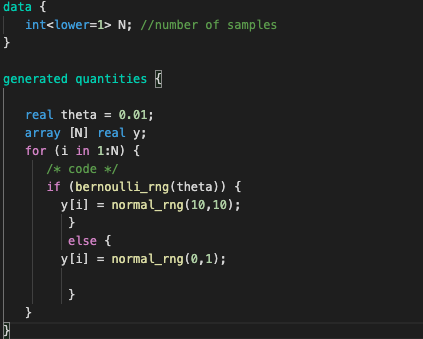 data {
int<lower=1> N; //number of samples
}
generated quantities {
real theta = 0.01;
array [N] real y;
for (i in 1:N) {
/* code */
if (bernoulli_rng(theta)) {
y[i] = normal_rng(10,10);
}
else {
y[i] = normal_rng(0,1);
}
}
}